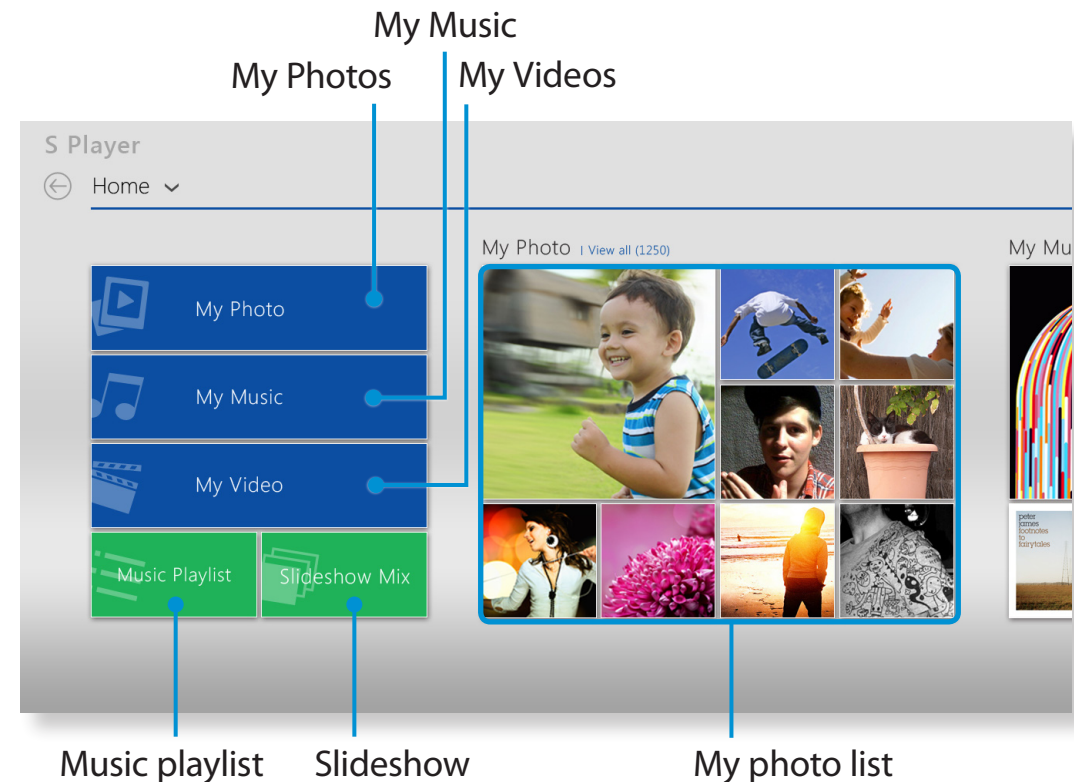 My Music
My Photos
My Videos
S Player
Home
My Photo | View all (1250)
My Mu
My Photo
My Music
My Video
Music Playlist
Slideshow Mix
peter
james
footnotes
to
fairytales
Music playlist
Slideshow
My photo list